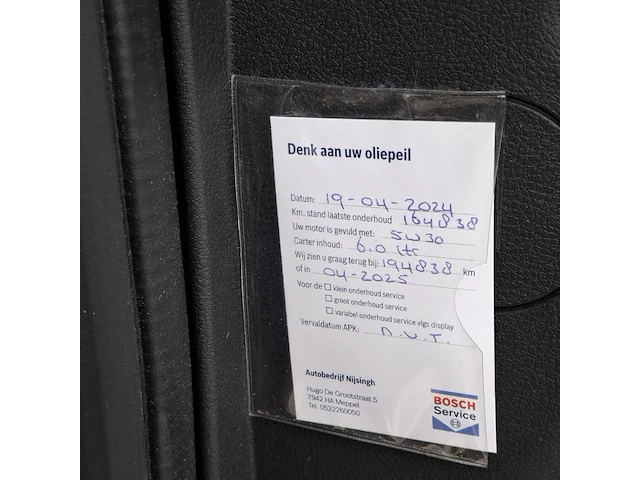 Denk aan uw oliepeil
Datum: 19-04-2024
Km. stand laatste onderhoud 164838
Uw motor is gevuld met: 5W30
Carter inhoud: 6.0 ltr
Wij zien u graag terug bij: 194838 km
of in 04-2025
Voor de klein onderhoud service
groot onderhoud service
variabel onderhoud service vlgs display
Vervaldatum APK: n.v.t.
Autobedrijf Nijsingh
Hugo De Grootstraat 5
7942 HA Meppel
Tel. 0522260050
BOSCH
Service